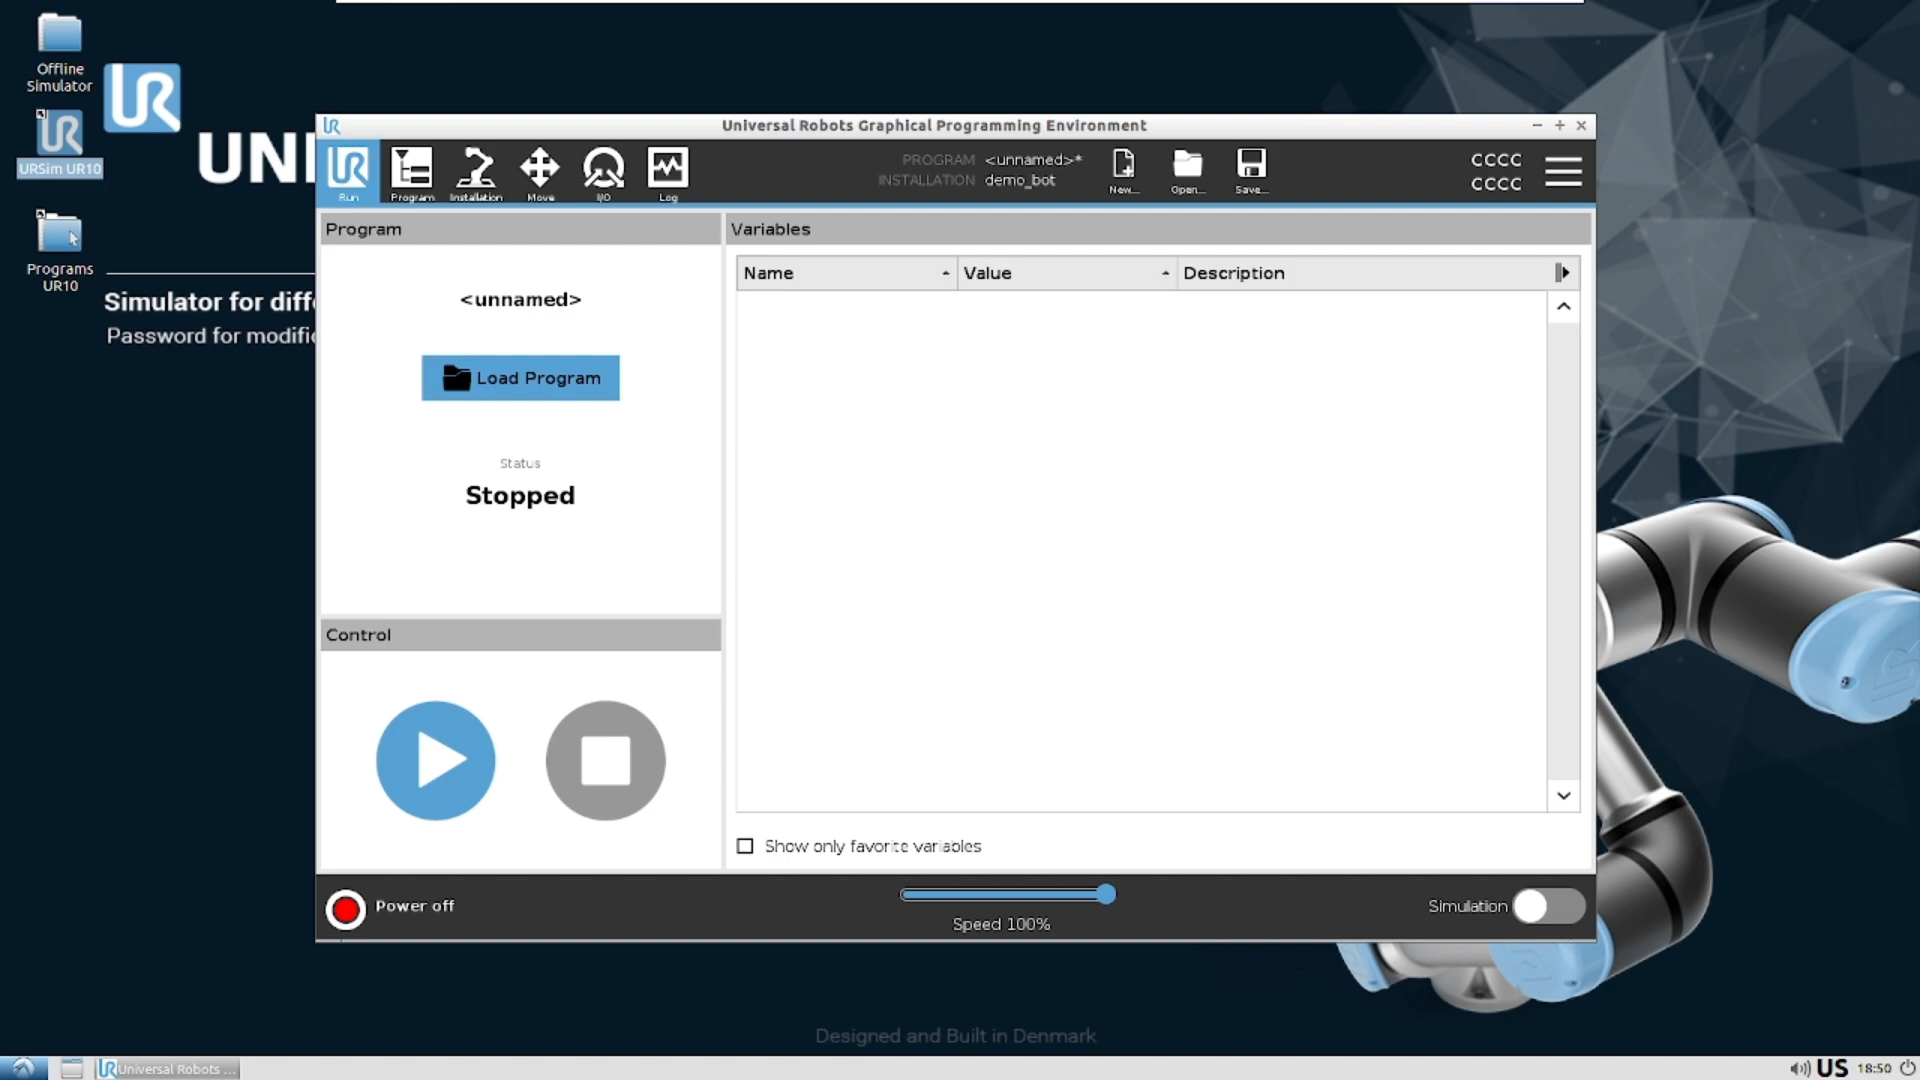 Offline
Simulator
URSim UR10
Programs
UR10
UNI
Simulator for diff
Password for modific
Universal Robots Graphical Programming Environment
Run
Program
Installation
Move
I/O
Log
PROGRAM <unnamed>*
INSTALLATION demo_bot
New...
Open...
Save...
CCCC
CCCC
Program
<unnamed>
Load Program
Status
Stopped
Control
Variables
Name
Value
Description
Show only favorite variables
Power off
Speed 100%
Simulation
Designed and Built in Denmark
Universal Robots ...
US
18:50